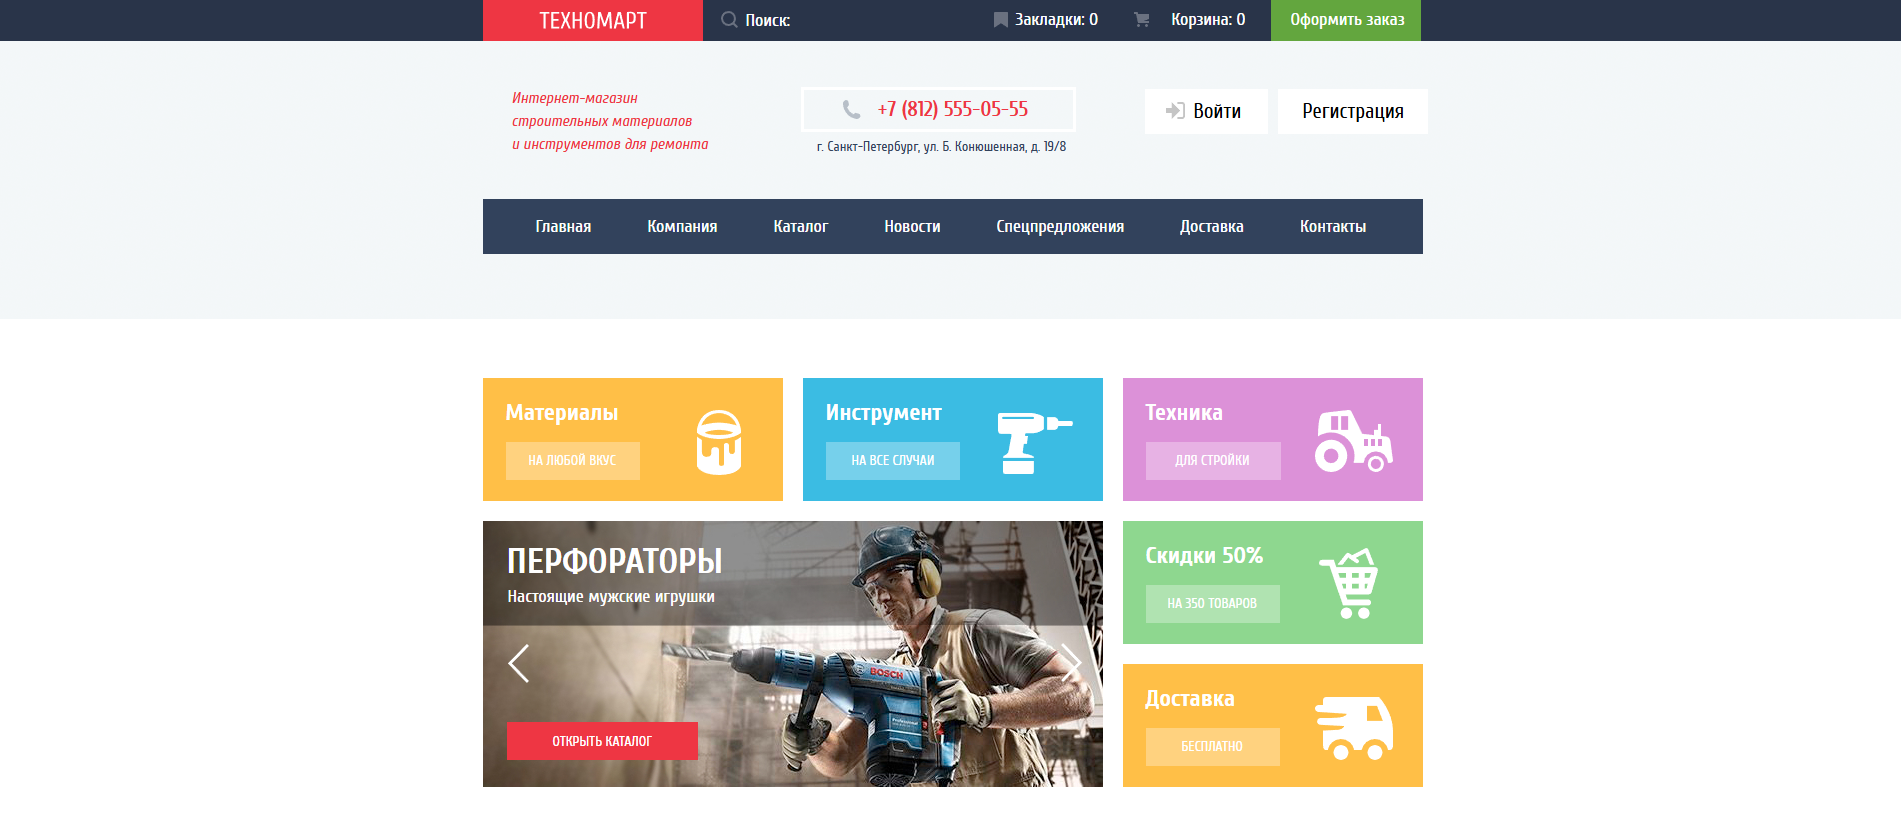 ТЕХНОМАРТ
Поиск:
Закладки: 0
Корзина: 0
Оформить заказ
Интернет-магазин
строительных материалов
и инструментов для ремонта
+7 (812) 555-05-55
г. Санкт-Петербург, ул. Б. Конюшенная, д. 19/8
Войти
Регистрация
Главная
Компания
Каталог
Новости
Спецпредложения
Доставка
Контакты
Материалы
НА ЛЮБОЙ ВКУС
Инструмент
НА ВСЕ СЛУЧАИ
Техника
ДЛЯ СТРОЙКИ
ПЕРФОРАТОРЫ
Настоящие мужские игрушки
BOSCH
Professional
ОТКРЫТЬ КАТАЛОГ
Скидки 50%
НА 350 ТОВАРОВ
Доставка
БЕСПЛАТНО